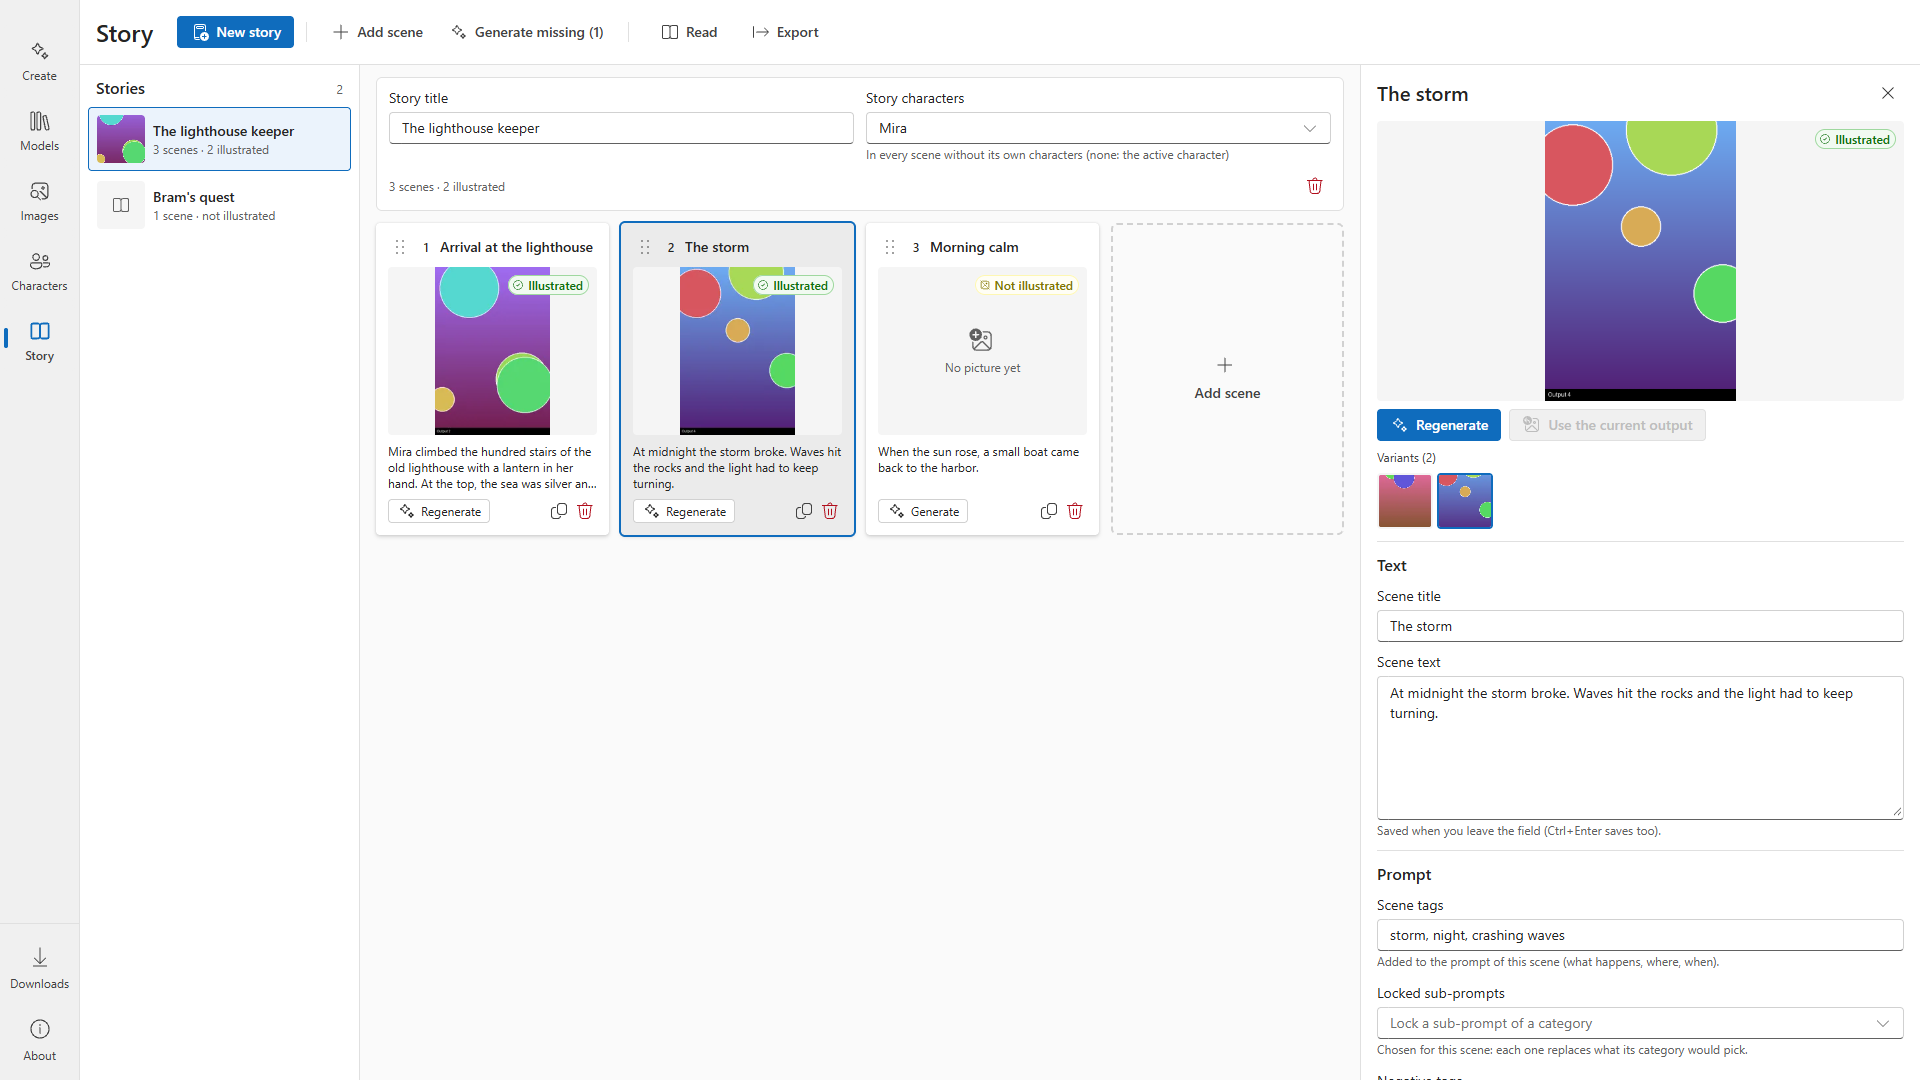 Story
New story
Add scene
Generate missing (1)
Read
Export
Create
Models
Images
Characters
Story
Downloads
About
Stories
2
The lighthouse keeper
3 scenes · 2 illustrated
Bram's quest
1 scene · not illustrated
Story title
The lighthouse keeper
Story characters
Mira
In every scene without its own characters (none: the active character)
3 scenes · 2 illustrated
1 Arrival at the lighthouse
Illustrated
Mira climbed the hundred stairs of the
old lighthouse with a lantern in her
hand. At the top, the sea was silver an...
Regenerate
2 The storm
Illustrated
At midnight the storm broke. Waves hit
the rocks and the light had to keep
turning.
Regenerate
3 Morning calm
Not illustrated
No picture yet
When the sun rose, a small boat came
back to the harbor.
Generate
Add scene
The storm
Illustrated
Output 4
Regenerate
Use the current output
Variants (2)
Text
Scene title
The storm
Scene text
At midnight the storm broke. Waves hit the rocks and the light had to keep
turning.
Saved when you leave the field (Ctrl+Enter saves too).
Prompt
Scene tags
storm, night, crashing waves
Added to the prompt of this scene (what happens, where, when).
Locked sub-prompts
Lock a sub-prompt of a category
Chosen for this scene: each one replaces what its category would pick.
Negative tags